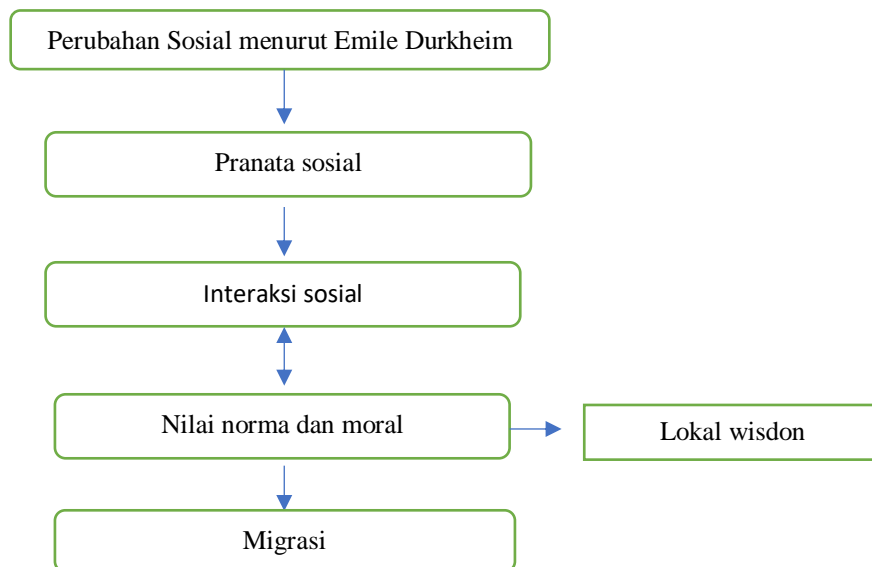 Perubahan Sosial menurut Emile Durkheim
Pranata sosial
Interaksi sosial
Nilai norma dan moral
Lokal wisdon
Migrasi